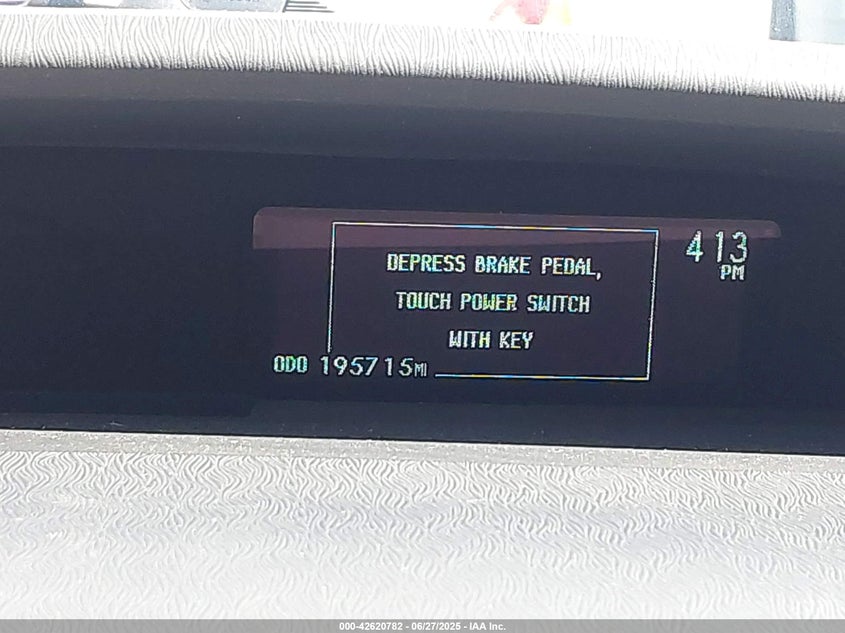 DEPRESS BRAKE PEDAL,
TOUCH POWER SWITCH
WITH KEY
413
PM
ODO 195715MI
000-42620782 - 06/27/2025 - IAA Inc.